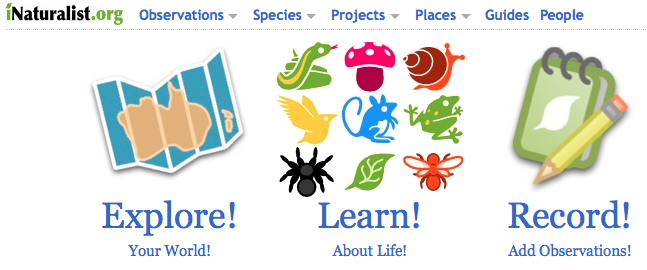 iNaturalist.org Observations Species Projects Places Guides People
Explore! Learn! Record!
Your World! About Life! Add Observations!